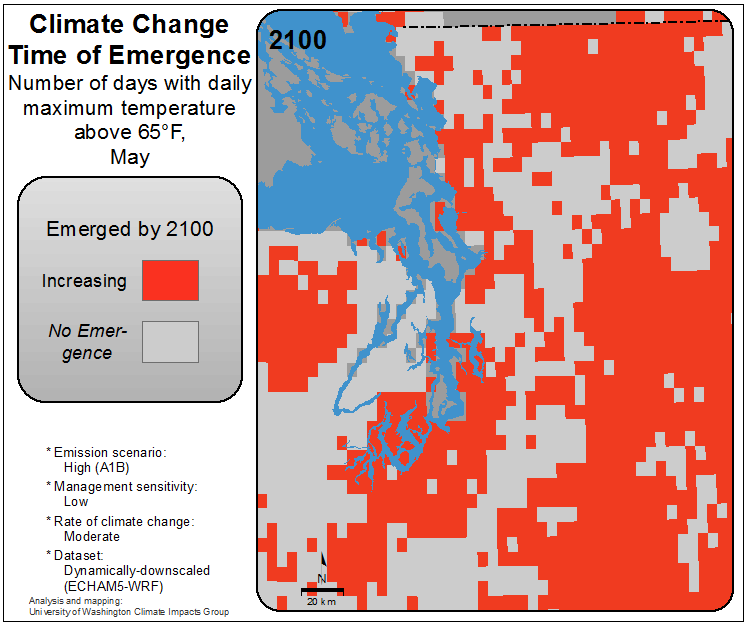 Climate Change
Time of Emergence
Number of days with daily
maximum temperature
above 65°F,
May
Emerged by 2100
Increasing
No Emer-
gence
* Emission scenario:
High (A1B)
* Management sensitivity:
Low
* Rate of climate change:
Moderate
* Dataset:
Dynamically-downscaled
(ECHAM5-WRF)
Analysis and mapping:
University of Washington Climate Impacts Group
2100
N
20 km